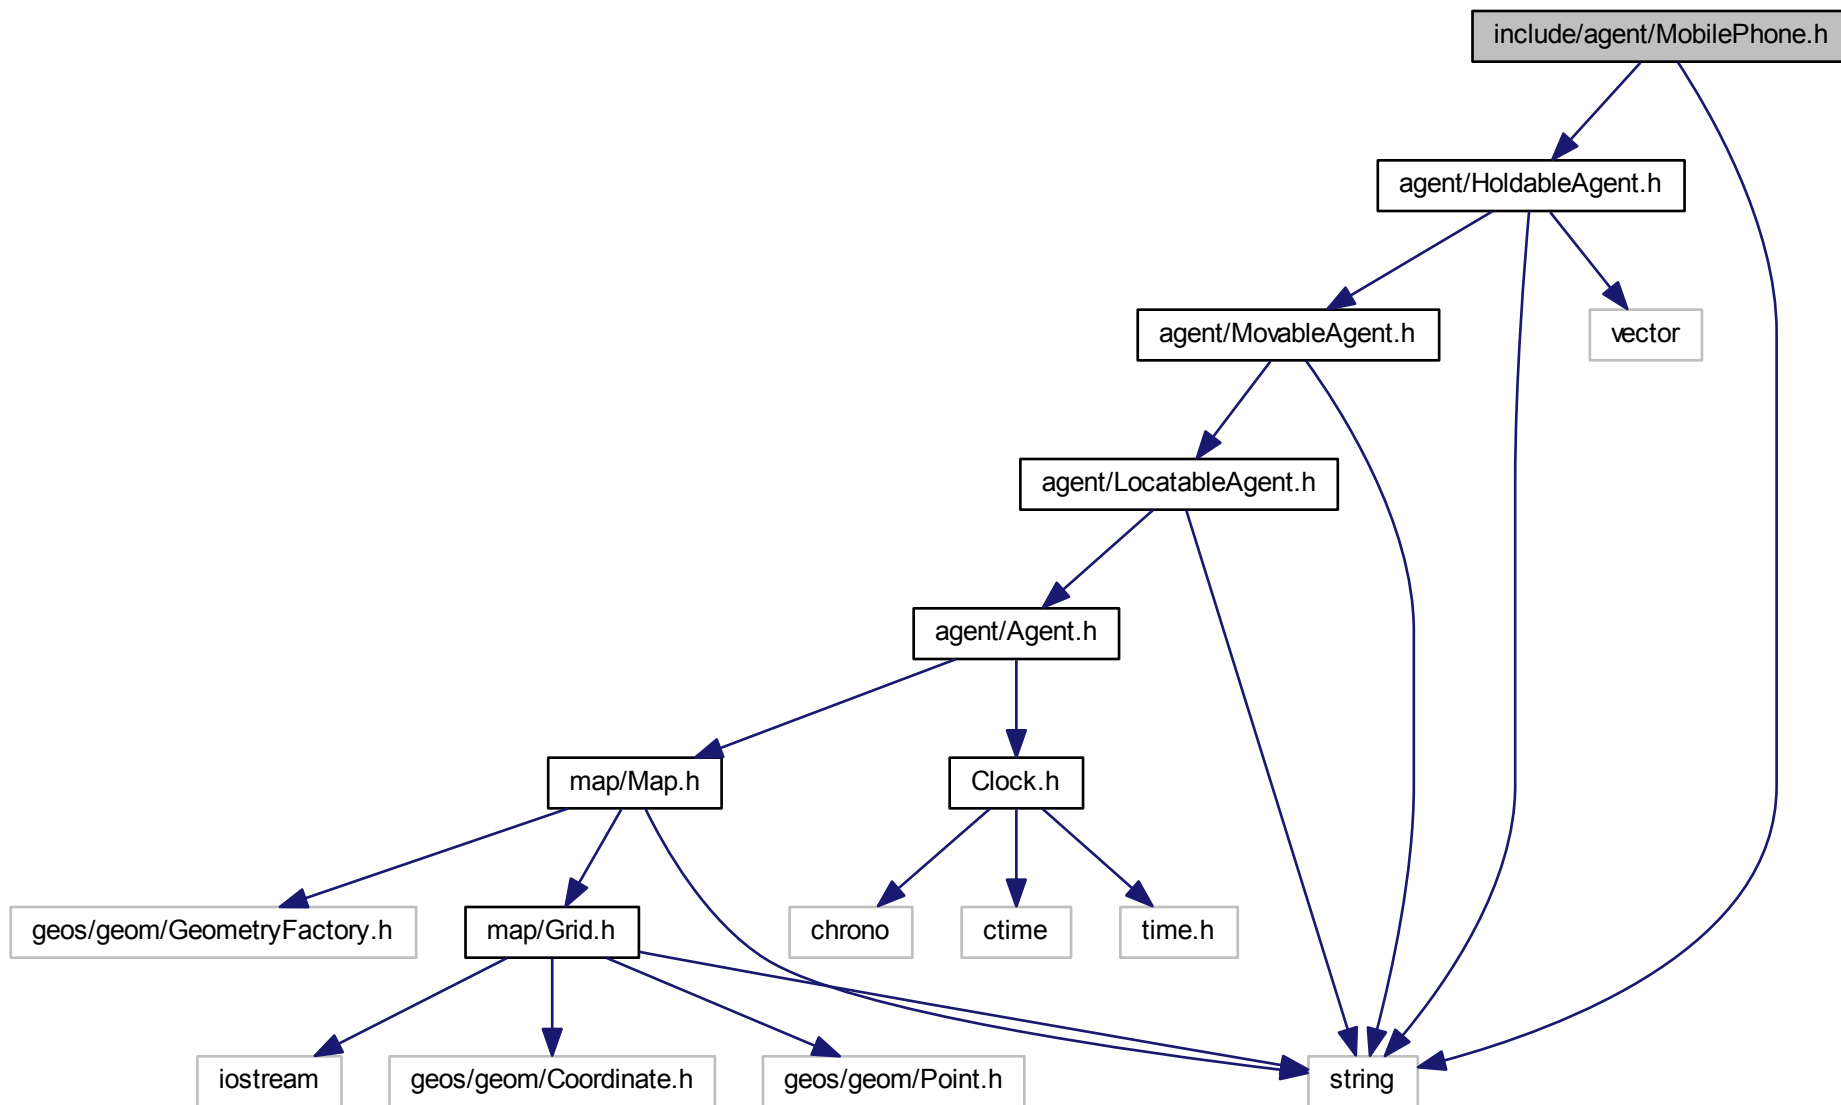 include/agent/MobilePhone.h
agent/HoldableAgent.h
agent/MovableAgent.h
vector
agent/LocatableAgent.h
agent/Agent.h
map/Map.h
Clock.h
geos/geom/GeometryFactory.h
map/Grid.h
chrono
ctime
time.h
iostream
geos/geom/Coordinate.h
geos/geom/Point.h
string